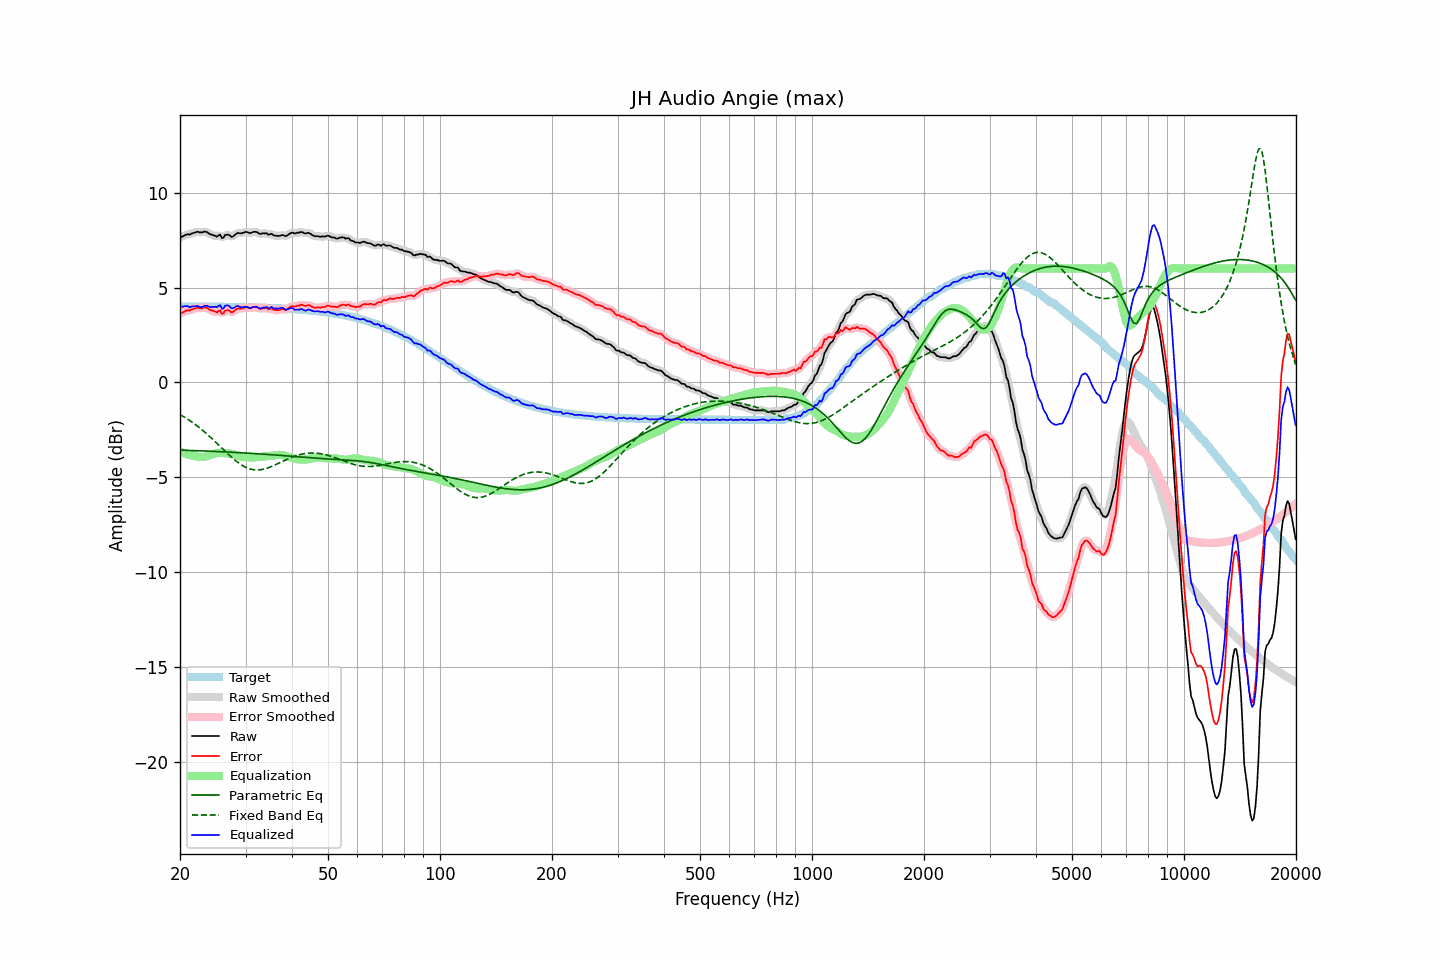 JH Audio Angie (max)
10
5
0
−5
−10
−15
−20
Amplitude (dBr)
Target
Raw Smoothed
Error Smoothed
Raw
Error
Equalization
Parametric Eq
Fixed Band Eq
Equalized
20 50 100 200 500 1000 2000 5000 10000 20000
Frequency (Hz)